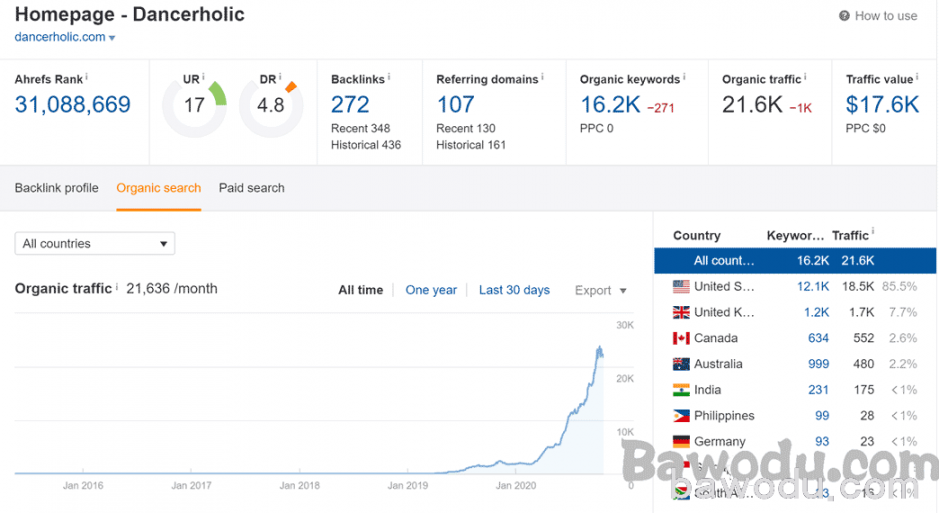 Homepage - Dancerholic
How to use
dancerholic.com
Ahrefs Rank
31,088,669
UR
17
DR
4.8
Backlinks
272
Recent 348
Historical 436
Referring domains
107
Recent 130
Historical 161
Organic keywords
16.2K -271
PPC 0
Organic traffic
21.6K -1K
Traffic value
$17.6K
PPC $0
Backlink profile Organic search Paid search
All countries
Organic traffic 21,636 /month
All time One year Last 30 days Export
30K
20K
10K
0
Jan 2016 Jan 2017 Jan 2018 Jan 2019 Jan 2020
Country Keywor... Traffic
All count... 16.2K 21.6K
United S... 12.1K 18.5K 85.5%
United K... 1.2K 1.7K 7.7%
Canada 634 552 2.6%
Australia 999 480 2.2%
India 231 175 <1%
Philippines 99 28 <1%
Germany 93 23 <1%
Bawodu.com
bawodu.com